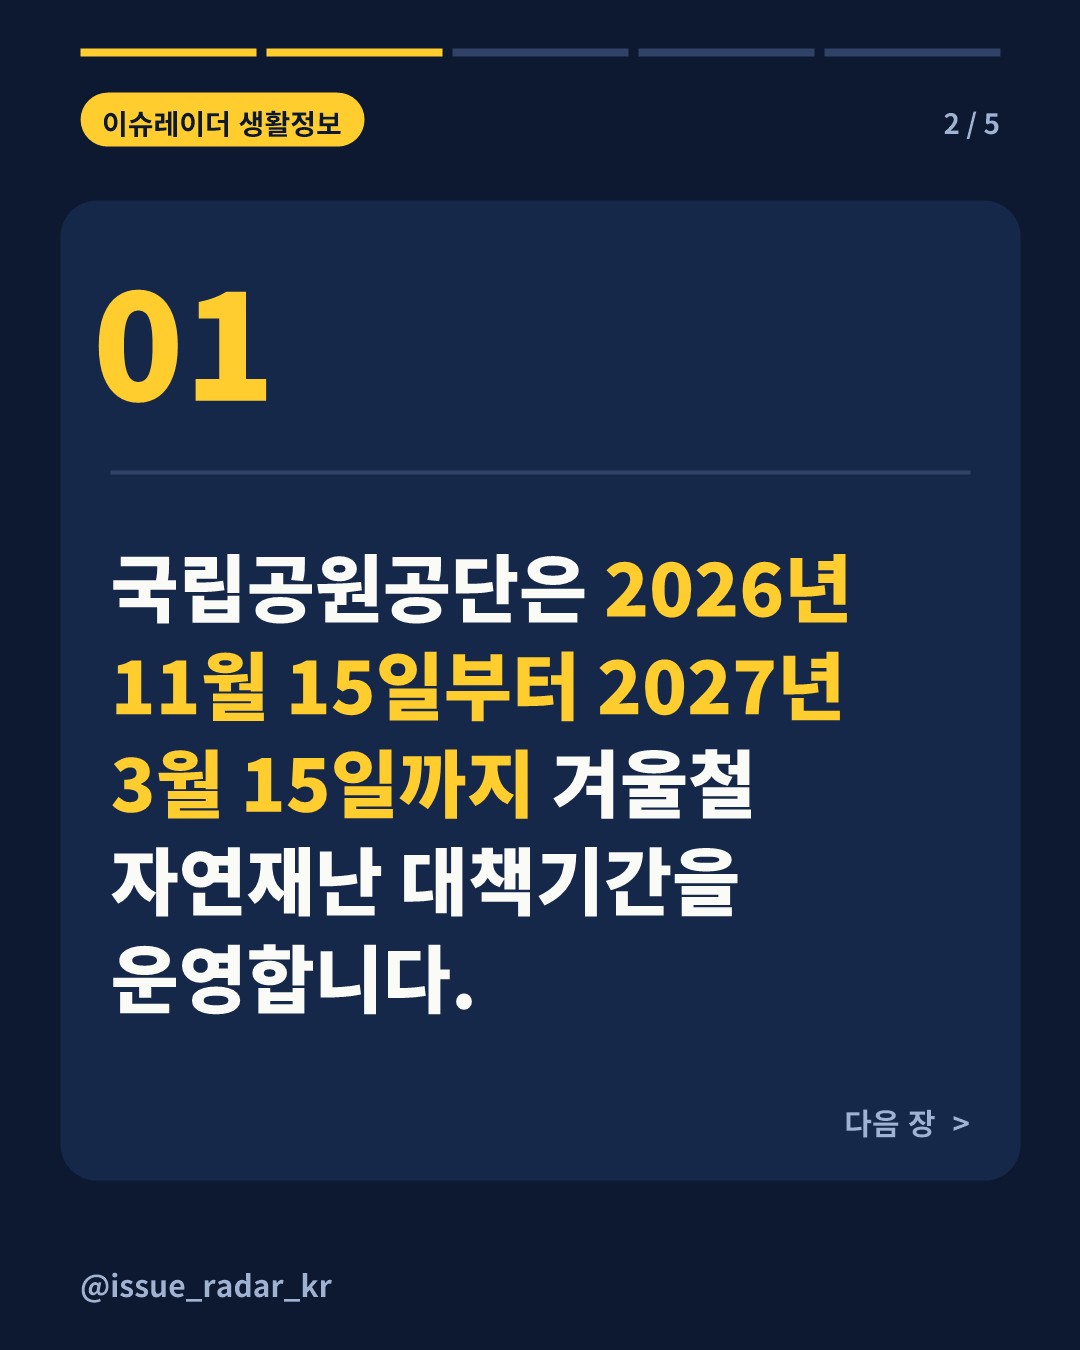 이슈레이더 생활정보
2 / 5
01
국립공원공단은 2026년
11월 15일부터 2027년
3월 15일까지 겨울철
자연재난 대책기간을
운영합니다.
다음 장 >
@issue_radar_kr